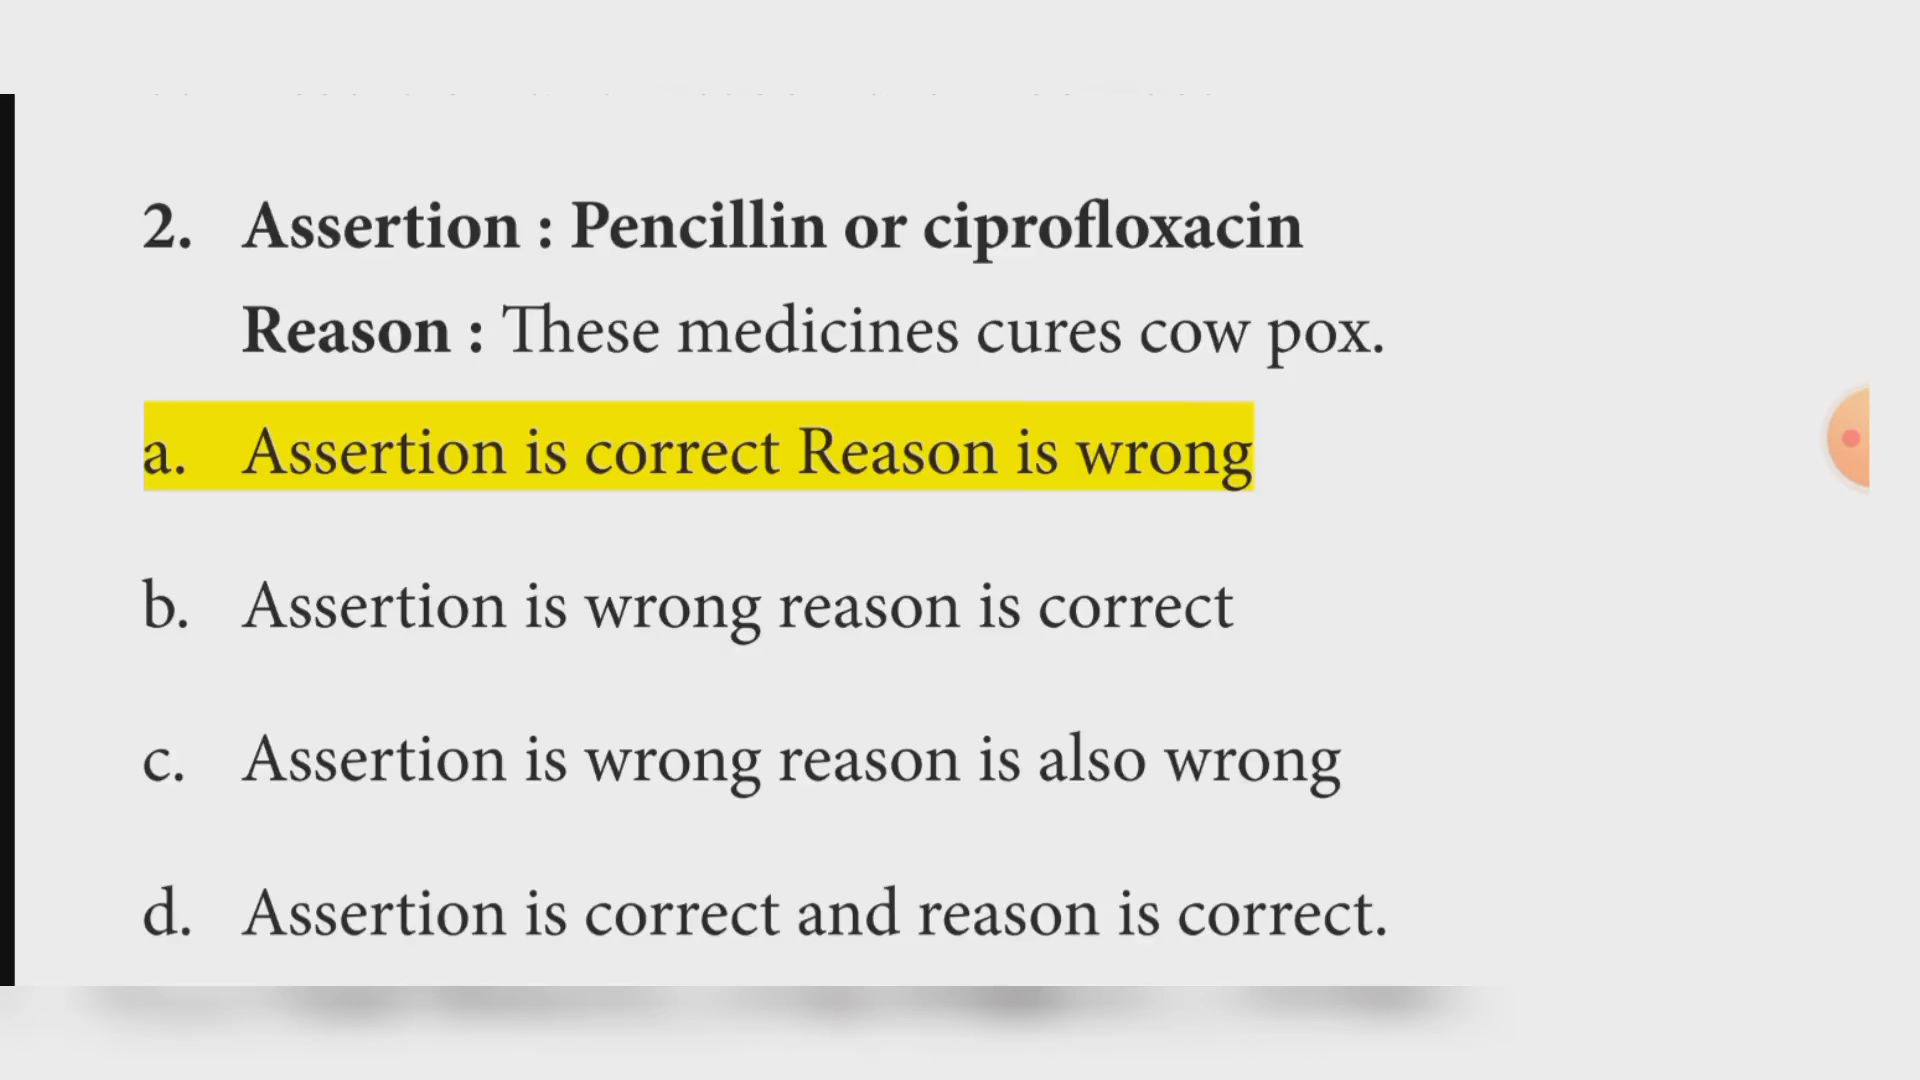 2. Assertion : Pencillin or ciprofloxacin
Reason : These medicines cures cow pox.
a. Assertion is correct Reason is wrong
b. Assertion is wrong reason is correct
c. Assertion is wrong reason is also wrong
d. Assertion is correct and reason is correct.